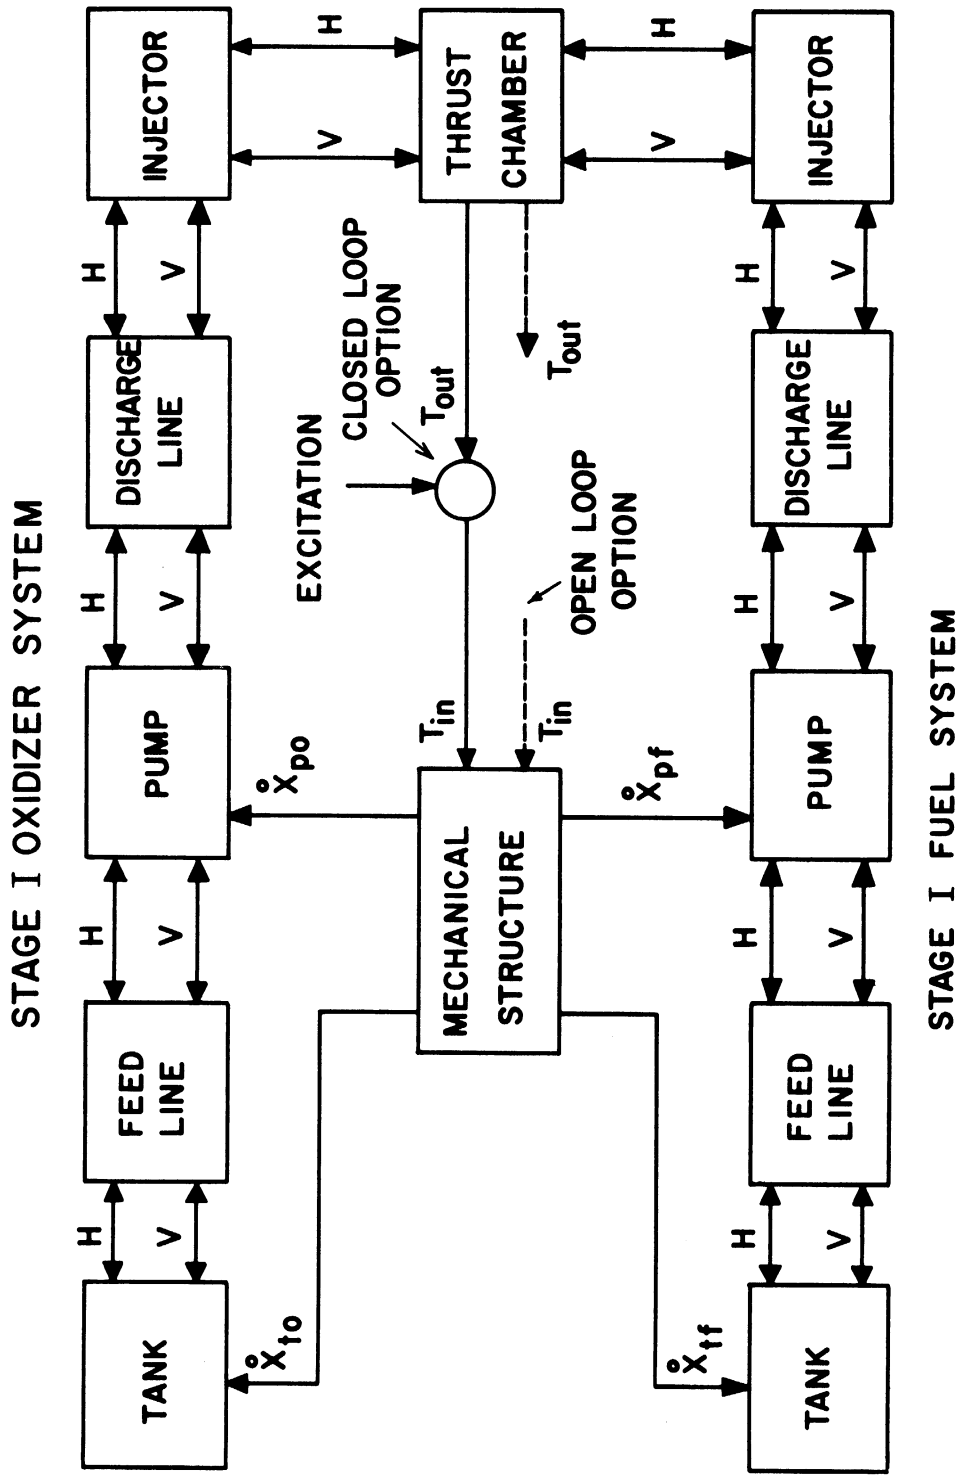 STAGE I OXIDIZER SYSTEM
TANK
H
V
FEED
LINE
H
V
PUMP
H
V
DISCHARGE
LINE
H
V
INJECTOR
Ẋto
Ẋpo
EXCITATION
CLOSED LOOP
OPTION
V
H
MECHANICAL
STRUCTURE
Tin
Tout
THRUST
CHAMBER
Tin
OPEN LOOP
OPTION
Tout
Ẋtf
Ẋpf
V
H
TANK
H
V
FEED
LINE
H
V
PUMP
H
V
DISCHARGE
LINE
H
V
INJECTOR
STAGE I FUEL SYSTEM